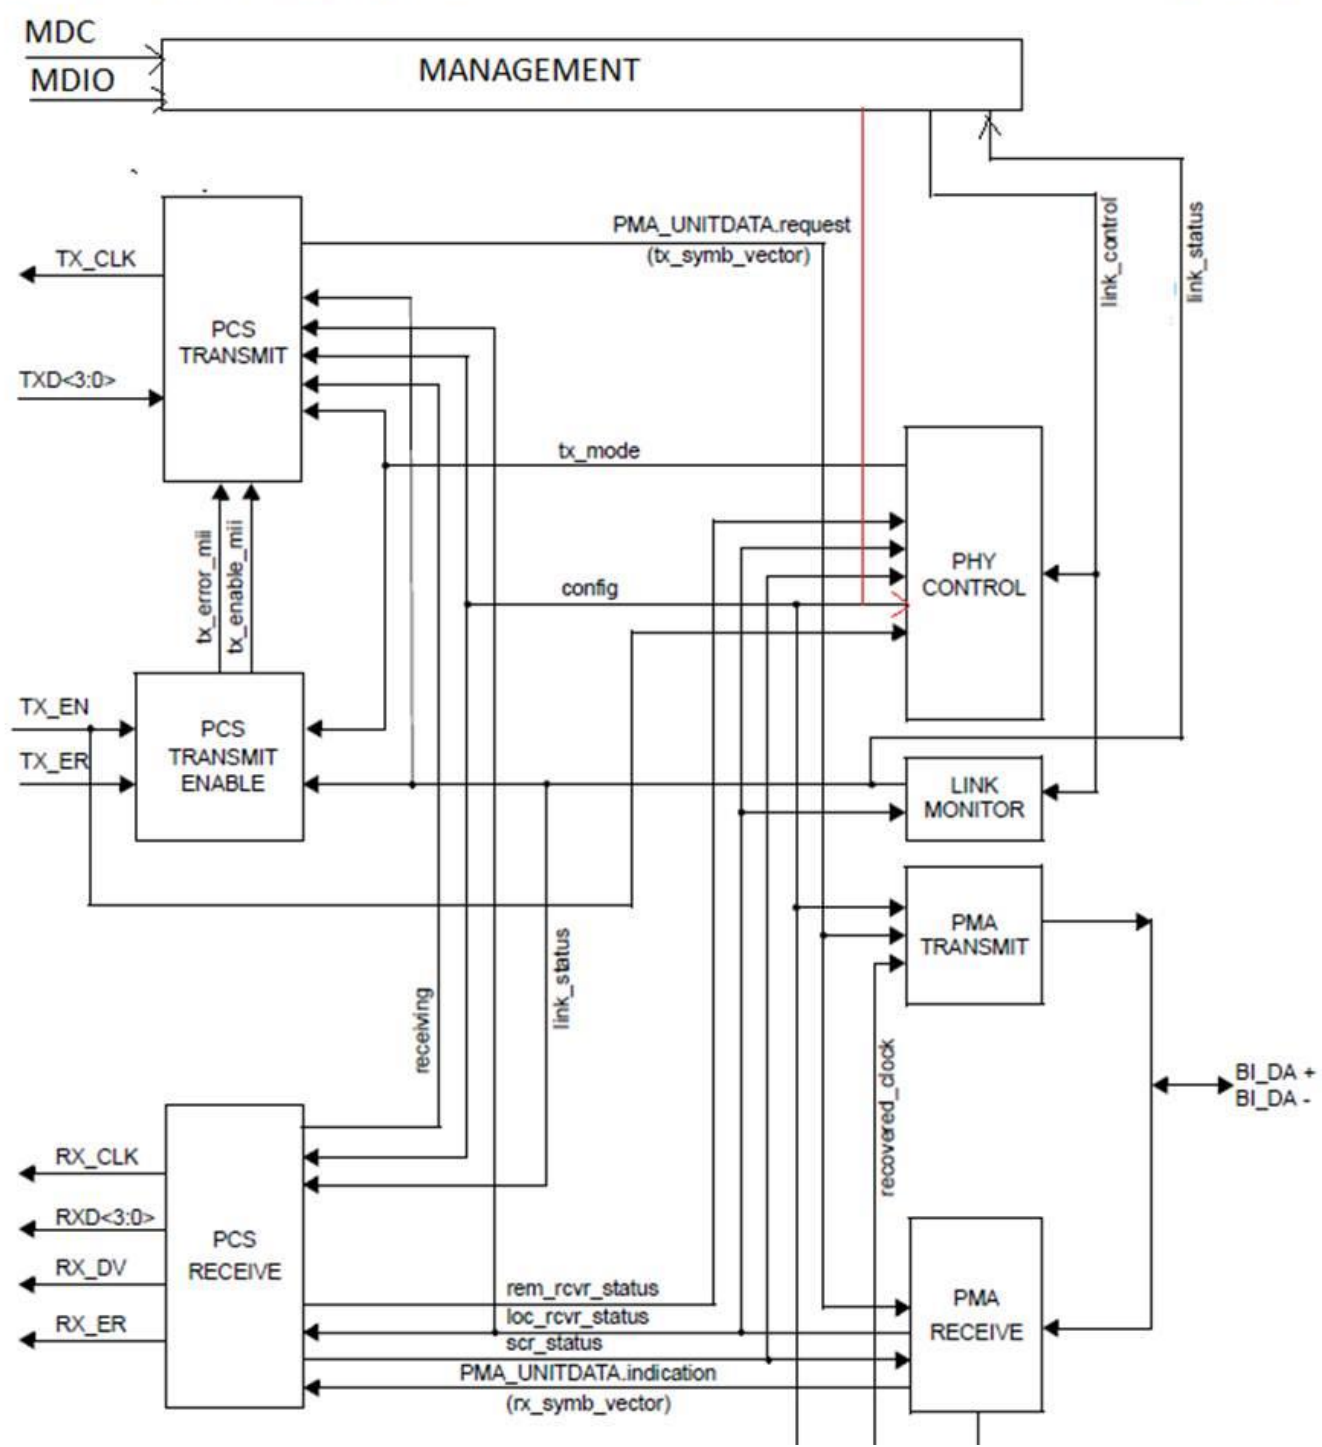 MDC
MDIO
MANAGEMENT
PMA_UNITDATA.request
(tx_symb_vector)
link_control
link_status
TX_CLK
PCS
TRANSMIT
TXD<3:0>
tx_mode
tx_error_mii
tx_enable_mii
config
PHY
CONTROL
TX_EN
TX_ER
PCS
TRANSMIT
ENABLE
LINK
MONITOR
PMA
TRANSMIT
receiving
link_status
recovered_clock
BI_DA +
BI_DA -
RX_CLK
RXD<3:0>
RX_DV
RX_ER
PCS
RECEIVE
rem_rcvr_status
loc_rcvr_status
scr_status
PMA_UNITDATA.indication
(rx_symb_vector)
PMA
RECEIVE